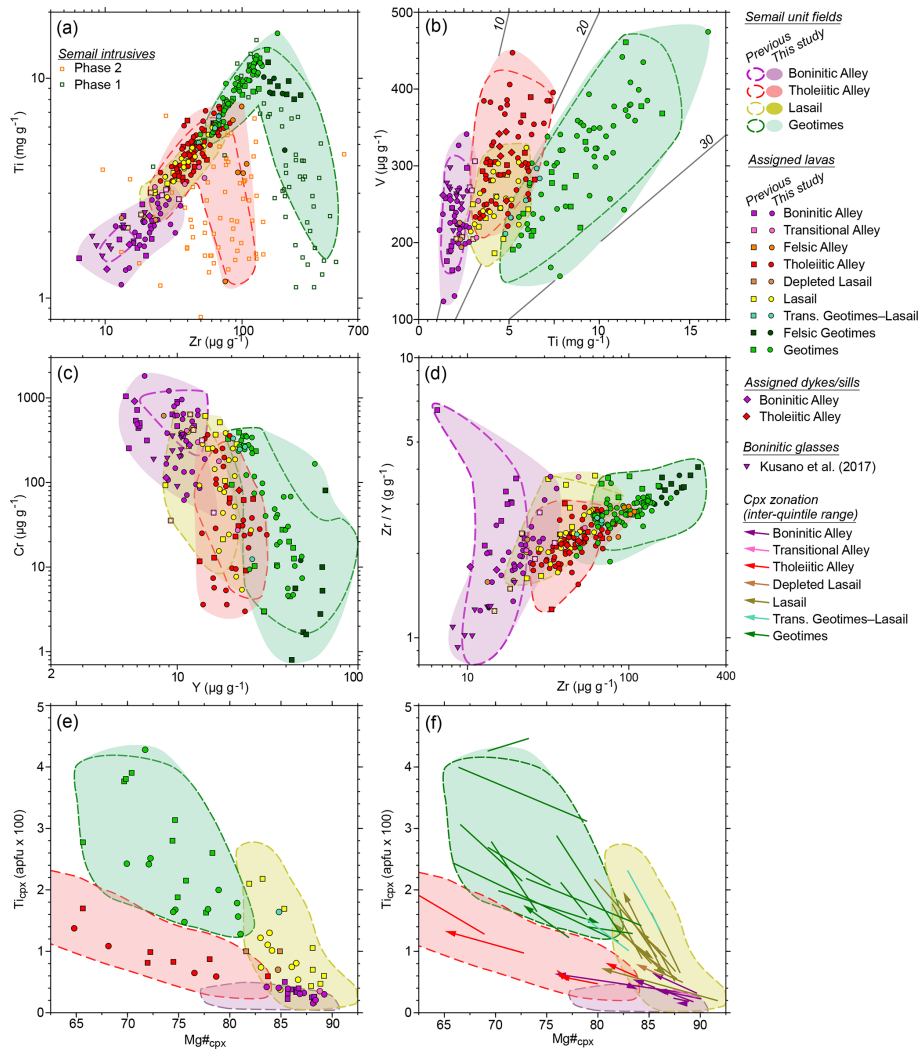 (a)
Semail intrusives
Phase 2
Phase 1
Ti (mg g-1)
10
1
10
100
700
Zr (µg g-1)
(b)
10
20
30
V (µg g-1)
500
400
300
200
100
0
5
10
15
Ti (mg g-1)
(c)
Cr (µg g-1)
1000
100
10
1
10
100
Y (µg g-1)
(d)
Zr / Y (g g-1)
10
5
1
10
100
400
Zr (µg g-1)
(e)
Ticpx (apfu x 100)
5
4
3
2
1
0
65
70
75
80
85
90
Mg#cpx
(f)
Ticpx (apfu x 100)
5
4
3
2
1
0
65
70
75
80
85
90
Mg#cpx
Semail unit fields
Previous
This study
Boninitic Alley
Tholeiitic Alley
Lasail
Geotimes
Assigned lavas
Previous
This study
Boninitic Alley
Transitional Alley
Felsic Alley
Tholeiitic Alley
Depleted Lasail
Lasail
Trans. Geotimes–Lasail
Felsic Geotimes
Geotimes
Assigned dykes/sills
Boninitic Alley
Tholeiitic Alley
Boninitic glasses
Kusano et al. (2017)
Cpx zonation
(inter-quintile range)
Boninitic Alley
Transitional Alley
Tholeiitic Alley
Depleted Lasail
Lasail
Trans. Geotimes–Lasail
Geotimes